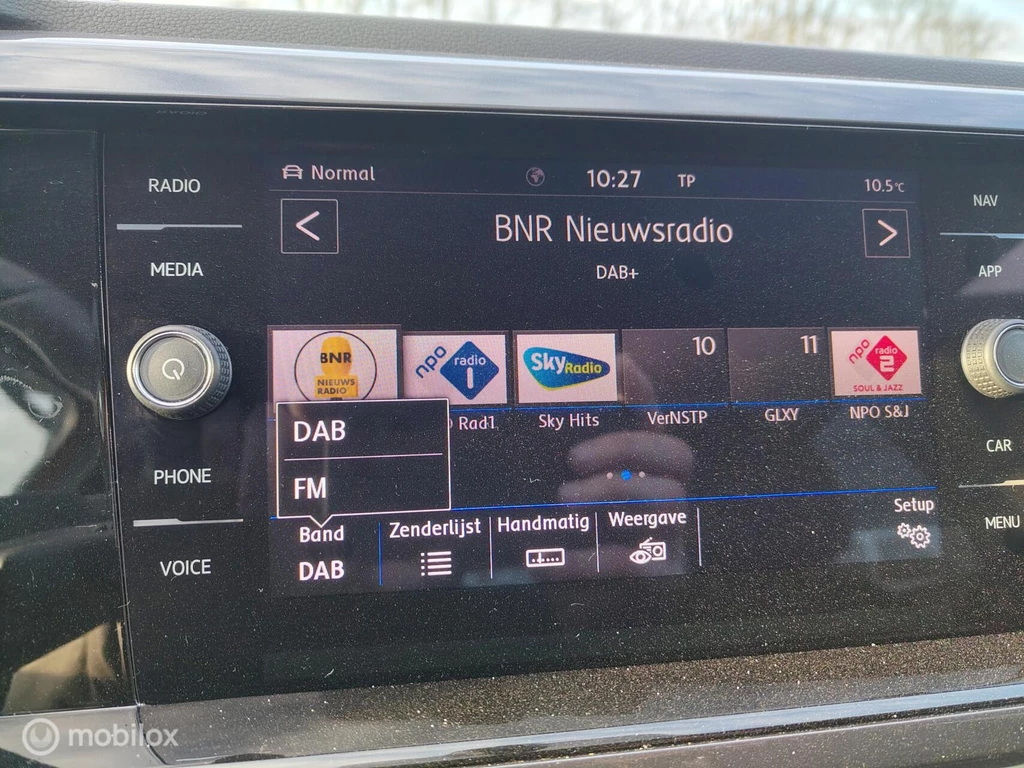 RADIO
MEDIA
PHONE
VOICE
Normal
10:27
TP
10.5°C
BNR Nieuwsradio
DAB+
BNR
NIEUWS
RADIO
npo
radio
1
Sky Radio
10
11
npo
radio
2
SOUL & JAZZ
Rad1
Sky Hits
VerNSTP
GLXY
NPO S&J
DAB
FM
Band
DAB
Zenderlijst
Handmatig
Weergave
Setup
NAV
APP
CAR
MENU
mobilox